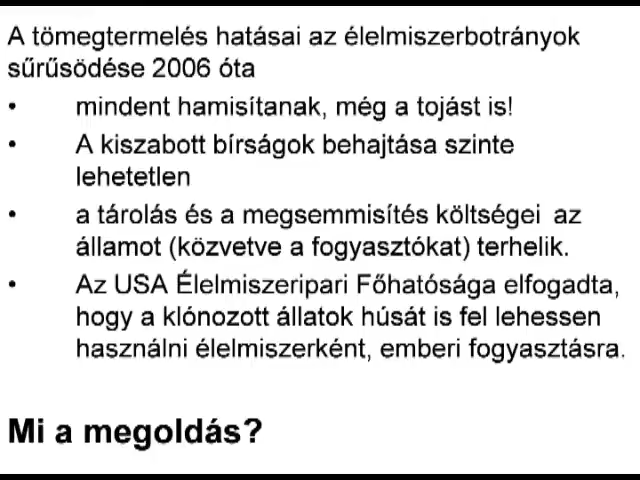 A tömegtermelés hatásai az élelmiszerbotrányok
sűrűsödése 2006 óta
• mindent hamisítanak, még a tojást is!
• A kiszabott bírságok behajtása szinte
lehetetlen
• a tárolás és a megsemmisítés költségei az
államot (közvetve a fogyasztókat) terhelik.
• Az USA Élelmiszeripari Főhatósága elfogadta,
hogy a klónozott állatok húsát is fel lehessen
használni élelmiszerként, emberi fogyasztásra.
Mi a megoldás?